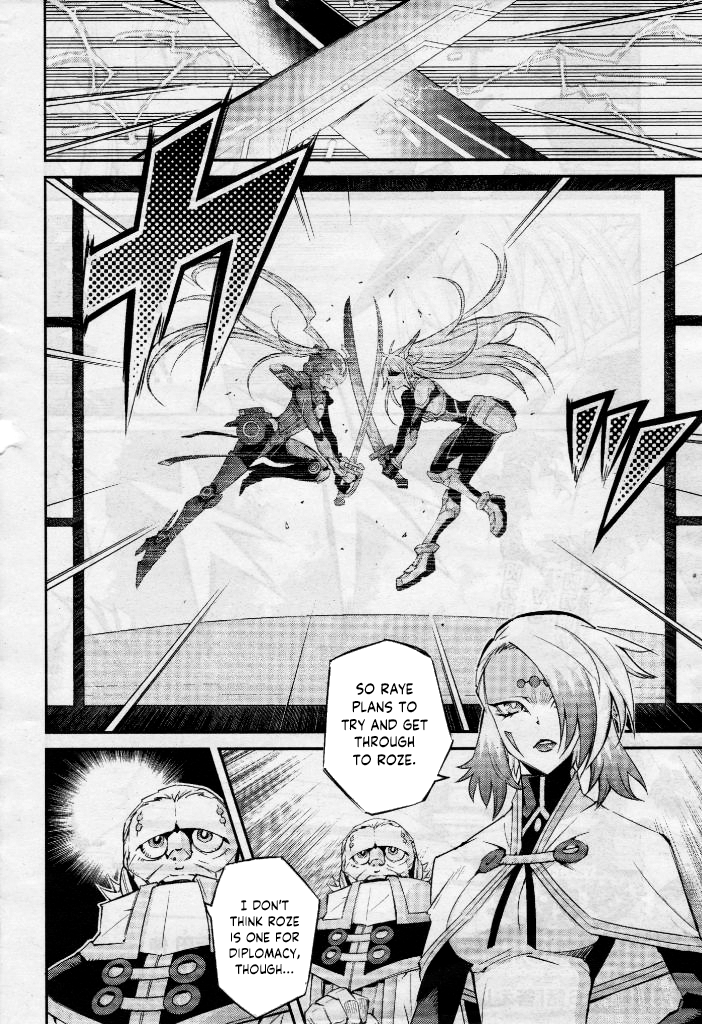 SO RAYE
PLANS TO
TRY AND GET
THROUGH
TO ROZE.
I DON'T
THINK ROZE
IS ONE FOR
DIPLOMACY,
THOUGH...